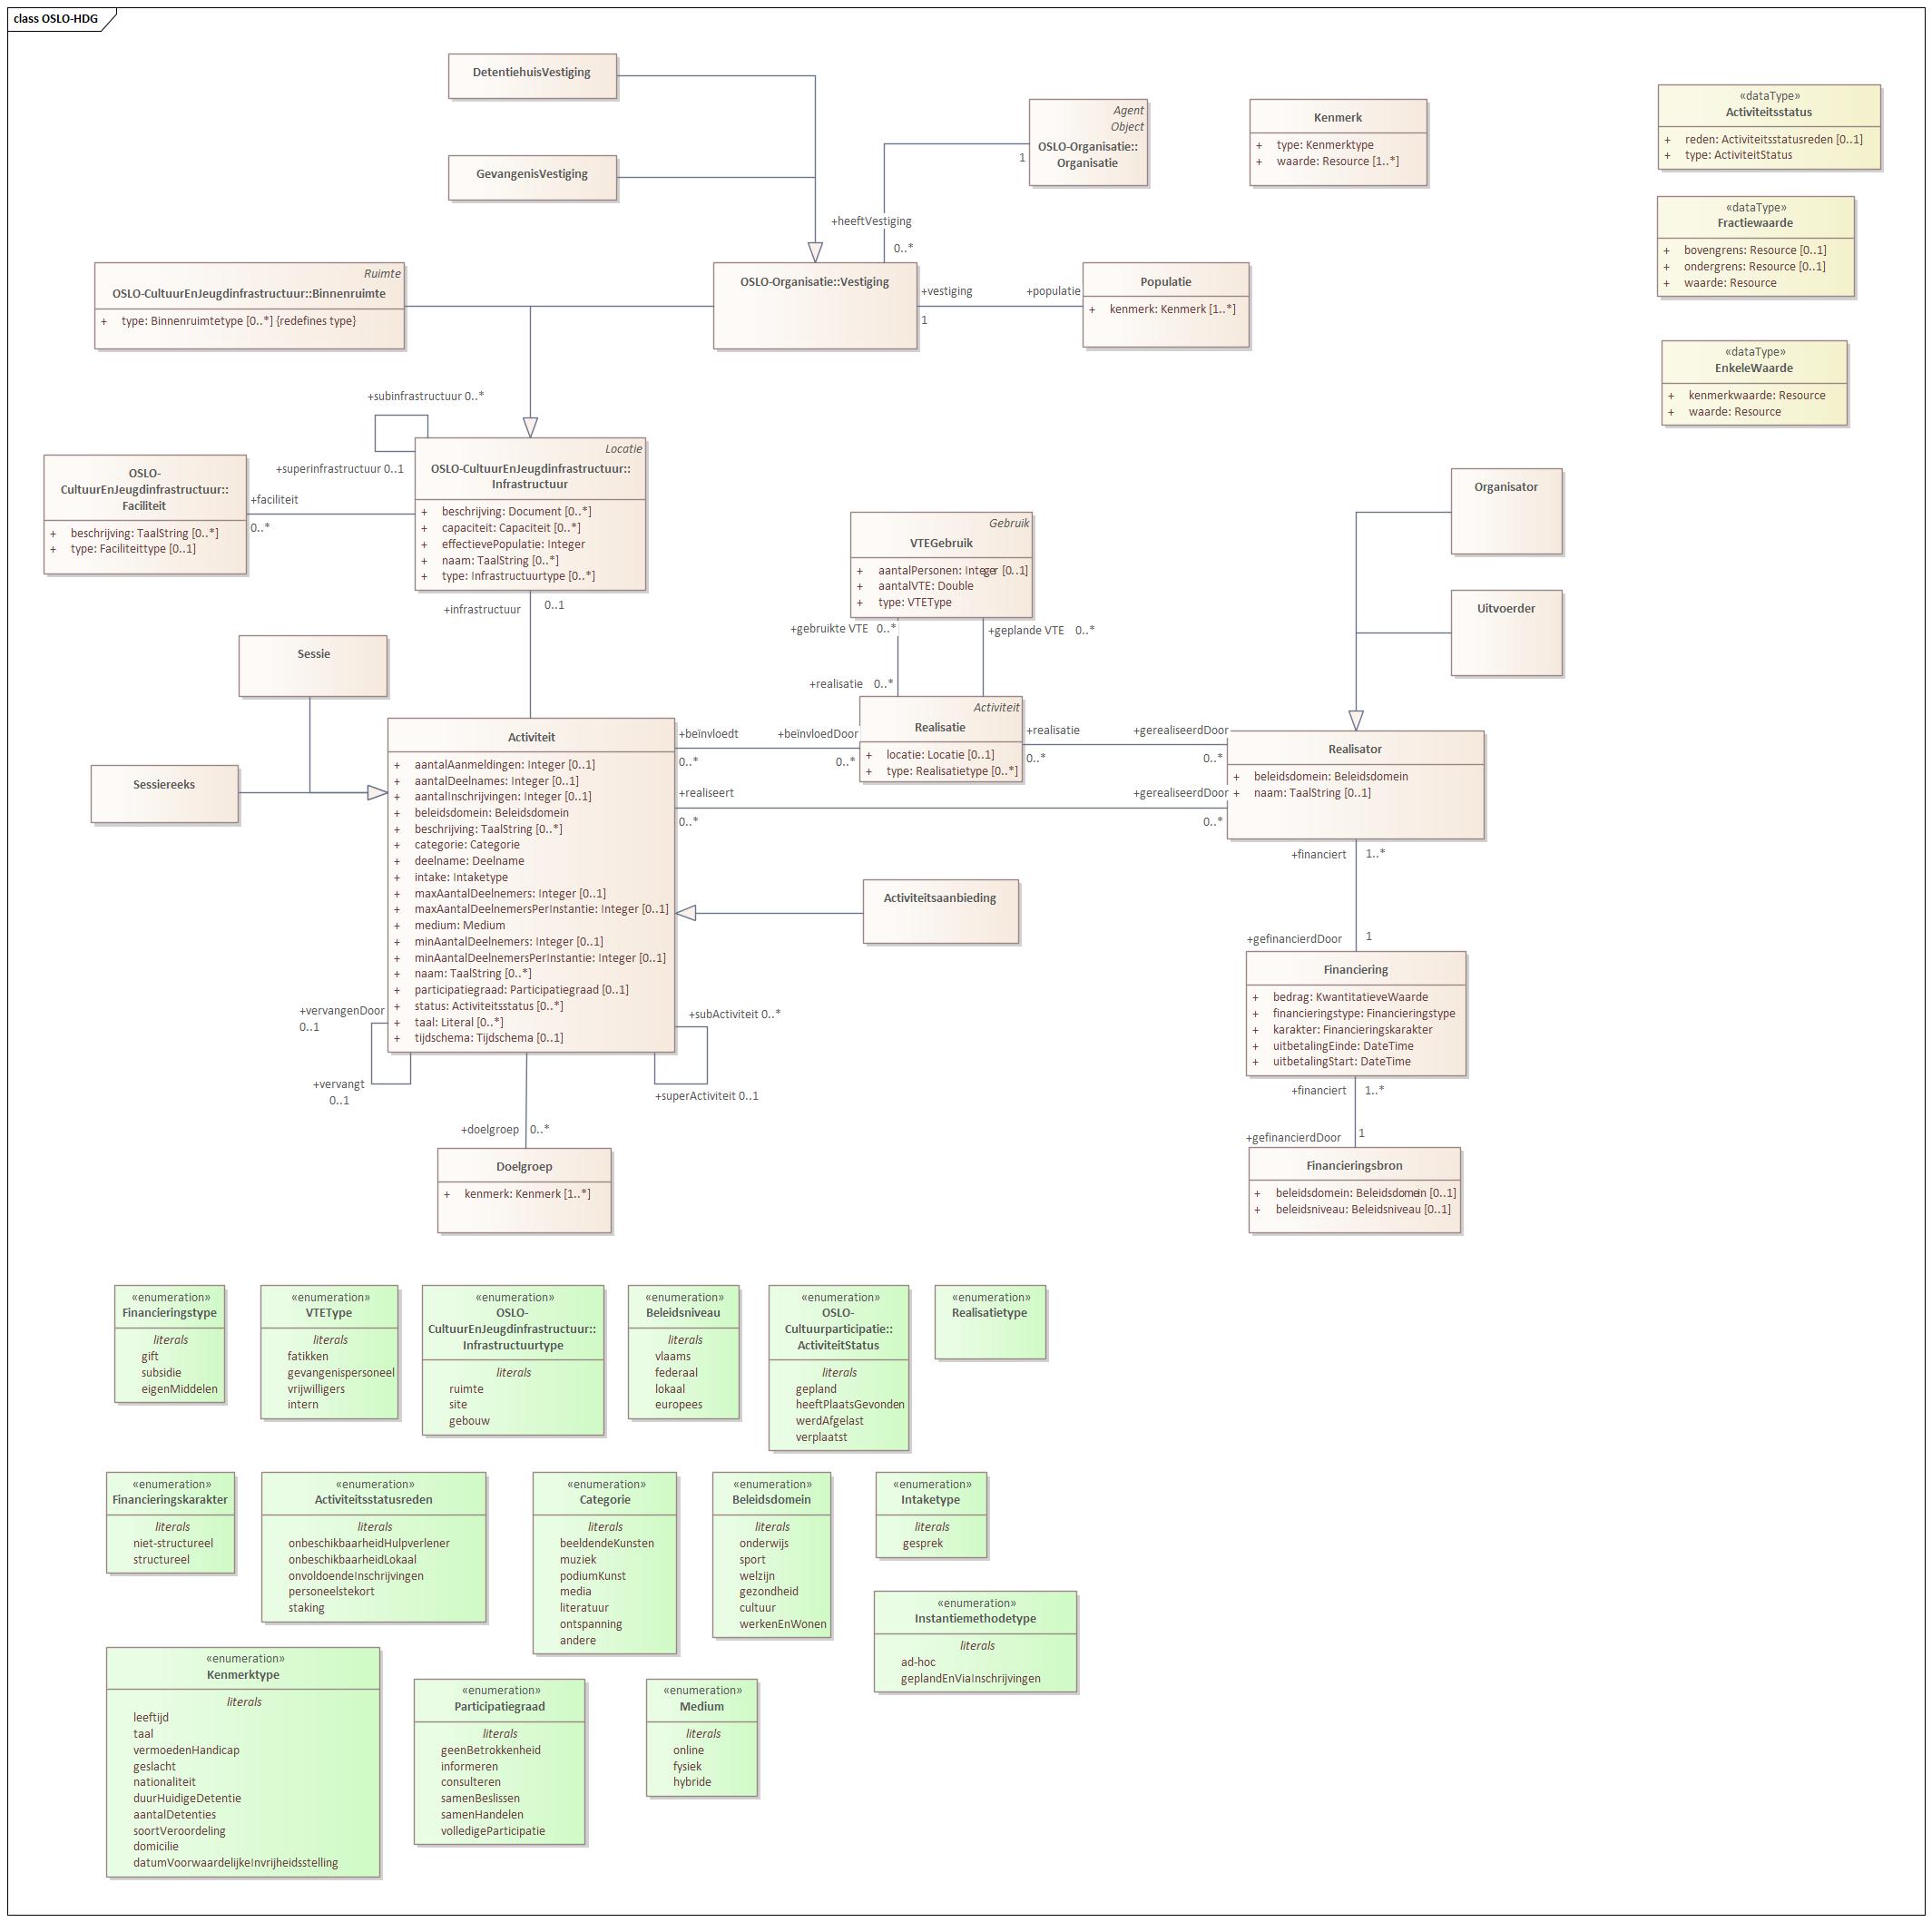 class OSLO-HDG
DetentiehuisVestiging
GevangenisVestiging
Agent
Object
OSLO-Organisatie::
Organisatie
1
+heeftVestiging
0..*
Kenmerk
+ type: Kenmerktype
+ waarde: Resource [1..*]
«dataType»
Activiteitsstatus
+ reden: Activiteitsstatusreden [0..1]
+ type: ActiviteitStatus
«dataType»
Fractiewaarde
+ bovengrens: Resource [0..1]
+ ondergrens: Resource [0..1]
+ waarde: Resource
«dataType»
EnkeleWaarde
+ kenmerkwaarde: Resource
+ waarde: Resource
Ruimte
OSLO-CultuurEnJeugdinfrastructuur::Binnenruimte
+ type: Binnenruimtetype [0..*] {redefines type}
OSLO-Organisatie::Vestiging
+vestiging
1
+populatie
Populatie
+ kenmerk: Kenmerk [1..*]
+subinfrastructuur 0..*
+superinfrastructuur 0..1
Locatie
OSLO-CultuurEnJeugdinfrastructuur::
Infrastructuur
+ beschrijving: Document [0..*]
+ capaciteit: Capaciteit [0..*]
+ effectievePopulatie: Integer
+ naam: TaalString [0..*]
+ type: Infrastructuurtype [0..*]
OSLO-
CultuurEnJeugdinfrastructuur::
Faciliteit
+ beschrijving: TaalString [0..*]
+ type: Faciliteittype [0..1]
+faciliteit
0..*
+infrastructuur 0..1
Gebruik
VTEGebruik
+ aantalPersonen: Integer [0..1]
+ aantalVTE: Double
+ type: VTEType
+gebruikte VTE 0..*
+geplande VTE 0..*
+realisatie 0..*
Organisator
Uitvoerder
Sessie
Sessiereeks
Activiteit
Realisatie
+ locatie: Locatie [0..1]
+ type: Realisatietype [0..*]
+beïnvloedt
0..*
+beïnvloedDoor
0..*
+realisatie
0..*
+gerealiseerdDoor
0..*
+realiseert
0..*
+gerealiseerdDoor
0..*
Realisator
+ beleidsdomein: Beleidsdomein
+ naam: TaalString [0..1]
Activiteit
+ aantalAanmeldingen: Integer [0..1]
+ aantalDeelnames: Integer [0..1]
+ aantalInschrijvingen: Integer [0..1]
+ beleidsdomein: Beleidsdomein
+ beschrijving: TaalString [0..*]
+ categorie: Categorie
+ deelname: Deelname
+ intake: Intaketype
+ maxAantalDeelnemers: Integer [0..1]
+ maxAantalDeelnemersPerInstantie: Integer [0..1]
+ medium: Medium
+ minAantalDeelnemers: Integer [0..1]
+ minAantalDeelnemersPerInstantie: Integer [0..1]
+ naam: TaalString [0..*]
+ participatiegraad: Participatiegraad [0..1]
+ status: Activiteitsstatus [0..*]
+ taal: Literal [0..*]
+ tijdschema: Tijdschema [0..1]
Activiteitsaanbieding
+financiert 1..*
+gefinancierdDoor 1
Financiering
+ bedrag: KwantitatieveWaarde
+ financieringstype: Financieringstype
+ karakter: Financieringskarakter
+ uitbetalingEinde: DateTime
+ uitbetalingStart: DateTime
+financiert 1..*
+gefinancierdDoor 1
Financieringsbron
+ beleidsdomein: Beleidsdomein [0..1]
+ beleidsniveau: Beleidsniveau [0..1]
+vervangenDoor
0..1
+vervangt
0..1
+subActiviteit 0..*
+superActiviteit 0..1
+doelgroep 0..*
Doelgroep
+ kenmerk: Kenmerk [1..*]
«enumeration»
Financieringstype
literals
gift
subsidie
eigenMiddelen
«enumeration»
VTEType
literals
fatikken
gevangenispersoneel
vrijwilligers
intern
«enumeration»
OSLO-
CultuurEnJeugdinfrastructuur::
Infrastructuurtype
literals
ruimte
site
gebouw
«enumeration»
Beleidsniveau
literals
vlaams
federaal
lokaal
europees
«enumeration»
OSLO-
Cultuurparticipatie::
ActiviteitStatus
literals
gepland
heeftPlaatsGevonden
werdAfgelast
verplaatst
«enumeration»
Realisatietype
«enumeration»
Financieringskarakter
literals
niet-structureel
structureel
«enumeration»
Activiteitsstatusreden
literals
onbeschikbaarheidHulpverlener
onbeschikbaarheidLokaal
onvoldoendeInschrijvingen
personeelstekort
staking
«enumeration»
Categorie
literals
beeldendeKunsten
muziek
podiumKunst
media
literatuur
ontspanning
andere
«enumeration»
Beleidsdomein
literals
onderwijs
sport
welzijn
gezondheid
cultuur
werkenEnWonen
«enumeration»
Intaketype
literals
gesprek
«enumeration»
Instantiemethodetype
literals
ad-hoc
geplandEnViaInschrijvingen
«enumeration»
Kenmerktype
literals
leeftijd
taal
vermoedenHandicap
geslacht
nationaliteit
duurHuidigeDetentie
aantalDetenties
soortVeroordeling
domicilie
datumVoorwaardelijkeInvrijheidsstelling
«enumeration»
Participatiegraad
literals
geenBetrokkenheid
informeren
consulteren
samenBeslissen
samenHandelen
volledigeParticipatie
«enumeration»
Medium
literals
online
fysiek
hybride